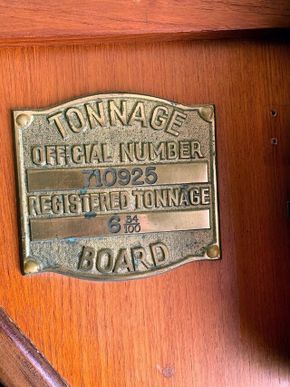 TONNAGE
OFFICIAL NUMBER
710925
REGISTERED TONNAGE
6 34/100
BOARD